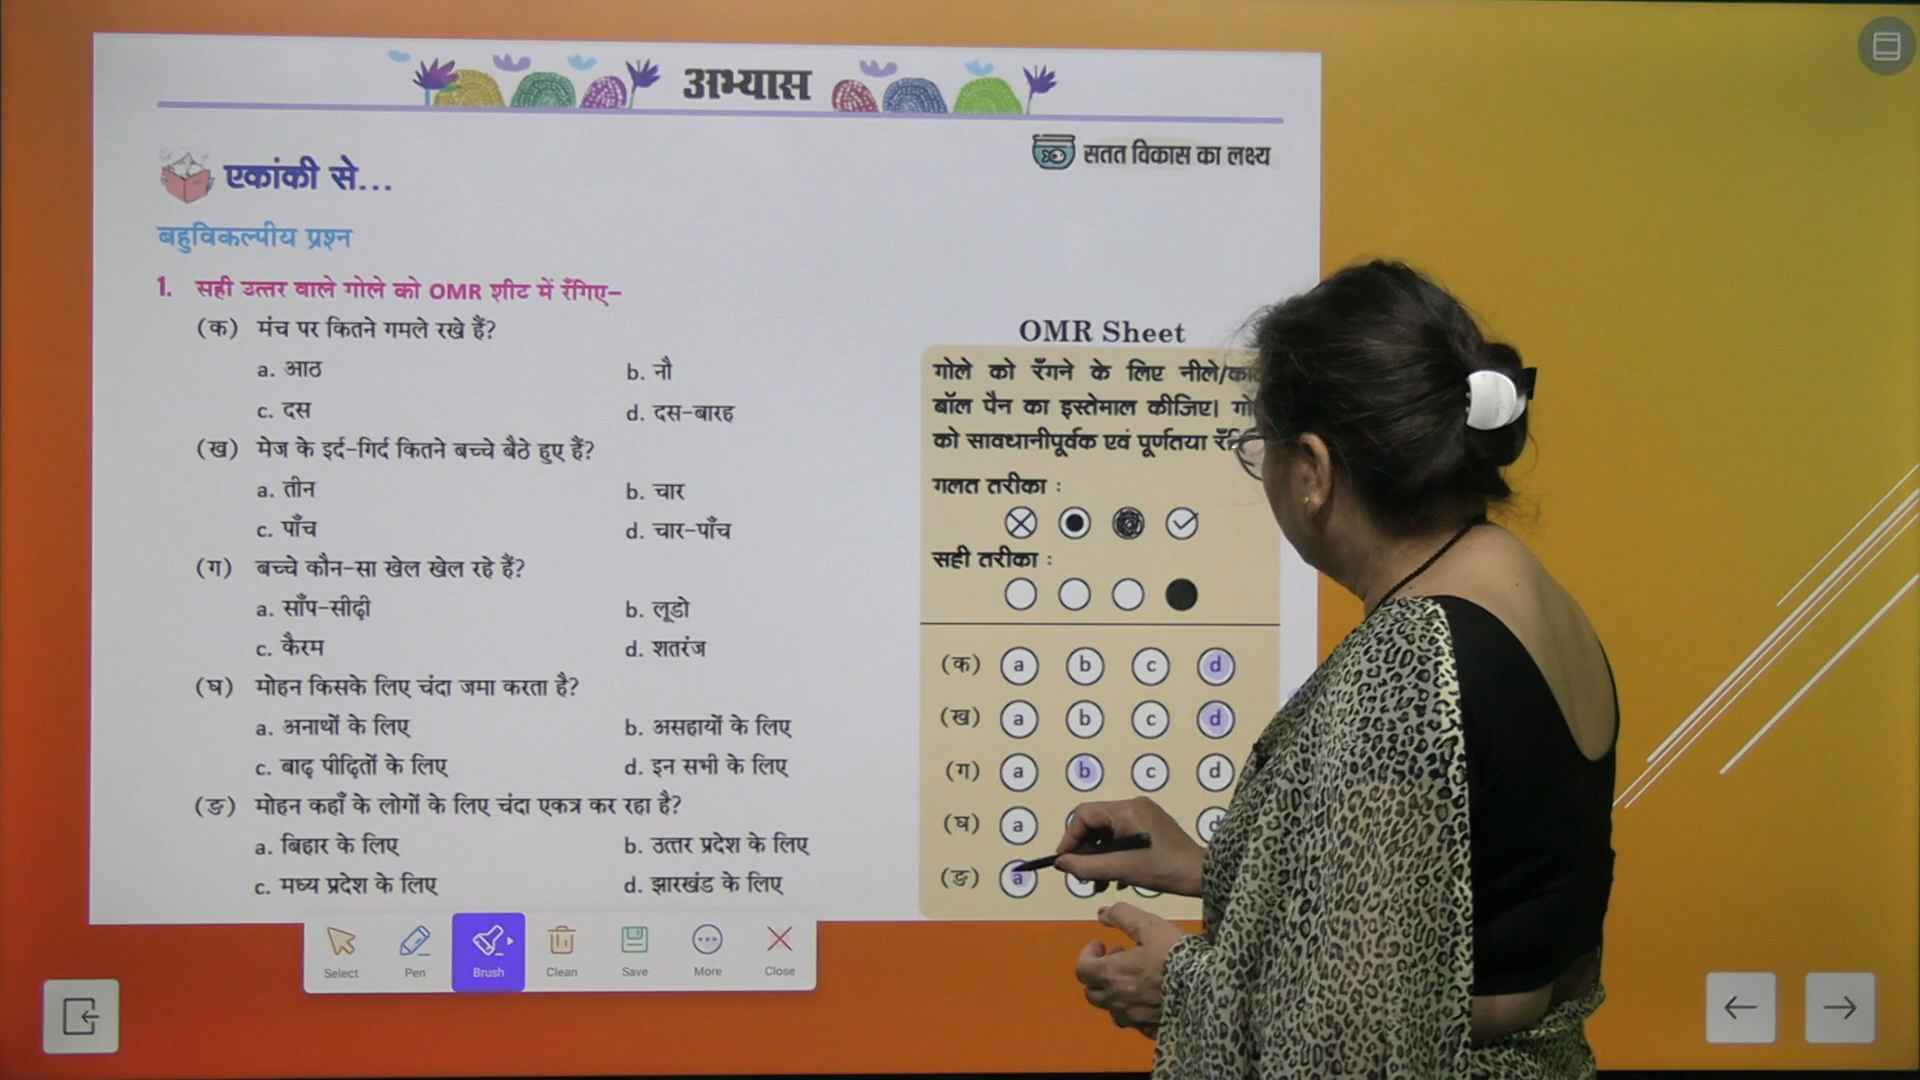 अभ्यास
सतत विकास का लक्ष्य
एकांकी से...
बहुविकल्पीय प्रश्न
1. सही उत्तर वाले गोले को OMR शीट में रँगिए–
(क) मंच पर कितने गमले रखे हैं?
a. आठ b. नौ
c. दस d. दस-बारह
(ख) मेज के इर्द-गिर्द कितने बच्चे बैठे हुए हैं?
a. तीन b. चार
c. पाँच d. चार-पाँच
(ग) बच्चे कौन-सा खेल खेल रहे हैं?
a. साँप-सीढ़ी b. लूडो
c. कैरम d. शतरंज
(घ) मोहन किसके लिए चंदा जमा करता है?
a. अनाथों के लिए b. असहायों के लिए
c. बाढ़ पीढ़ितों के लिए d. इन सभी के लिए
(ङ) मोहन कहाँ के लोगों के लिए चंदा एकत्र कर रहा है?
a. बिहार के लिए b. उत्तर प्रदेश के लिए
c. मध्य प्रदेश के लिए d. झारखंड के लिए
OMR Sheet
गोले को रँगने के लिए नीले/
बॉल पैन का इस्तेमाल कीजिए।
को सावधानीपूर्वक एवं पूर्णतया
गलत तरीका :
सही तरीका :
(क) a b c d
(ख) a b c d
(ग) a b c d
(घ) a d
(ङ) a
Select Pen Brush Clean Save More Close